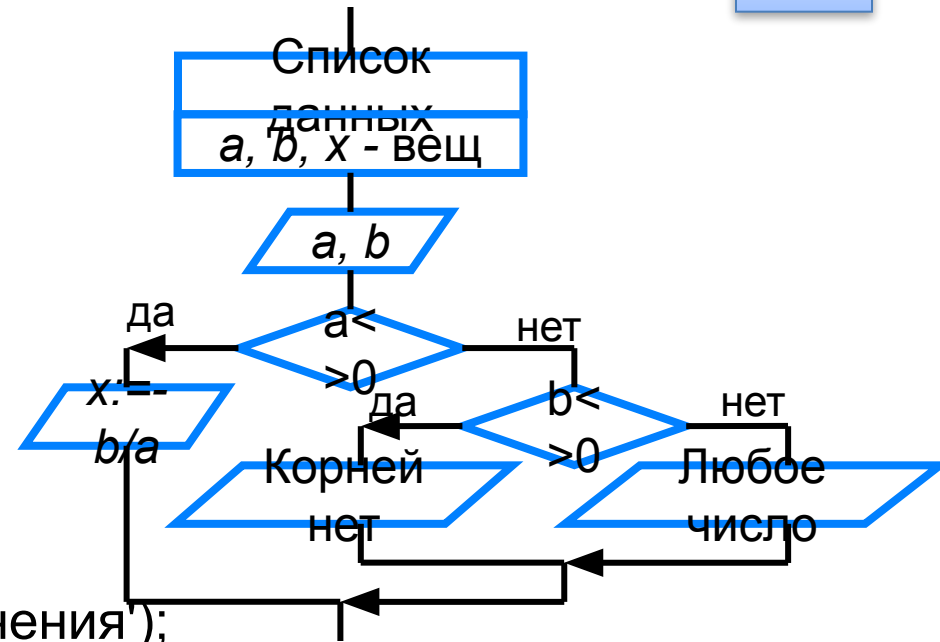 Список
данных
a, b, x - вещ
a, b
да
a<
>0
нет
x:=-
b/a
да
b<
>0
нет
Корней
нет
Любое
число
нения');